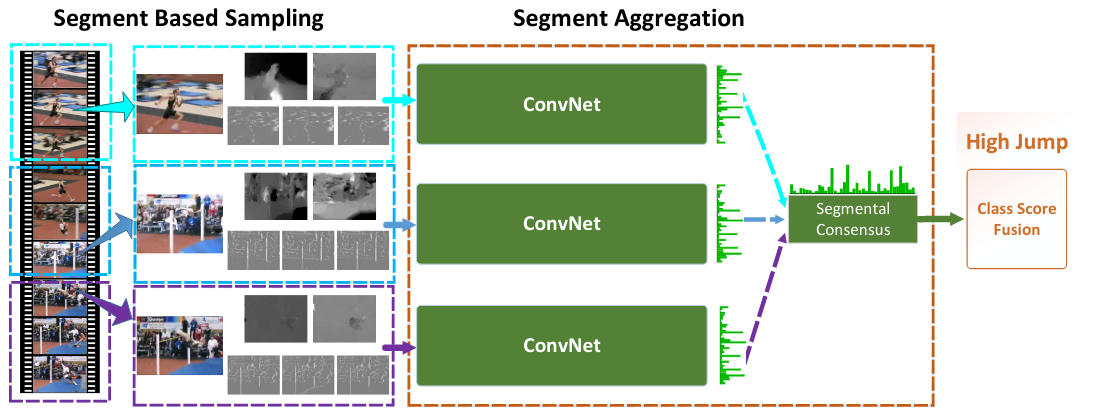 Segment Based Sampling
Segment Aggregation
ConvNet
ConvNet
ConvNet
Segmental
Consensus
High Jump
Class Score
Fusion